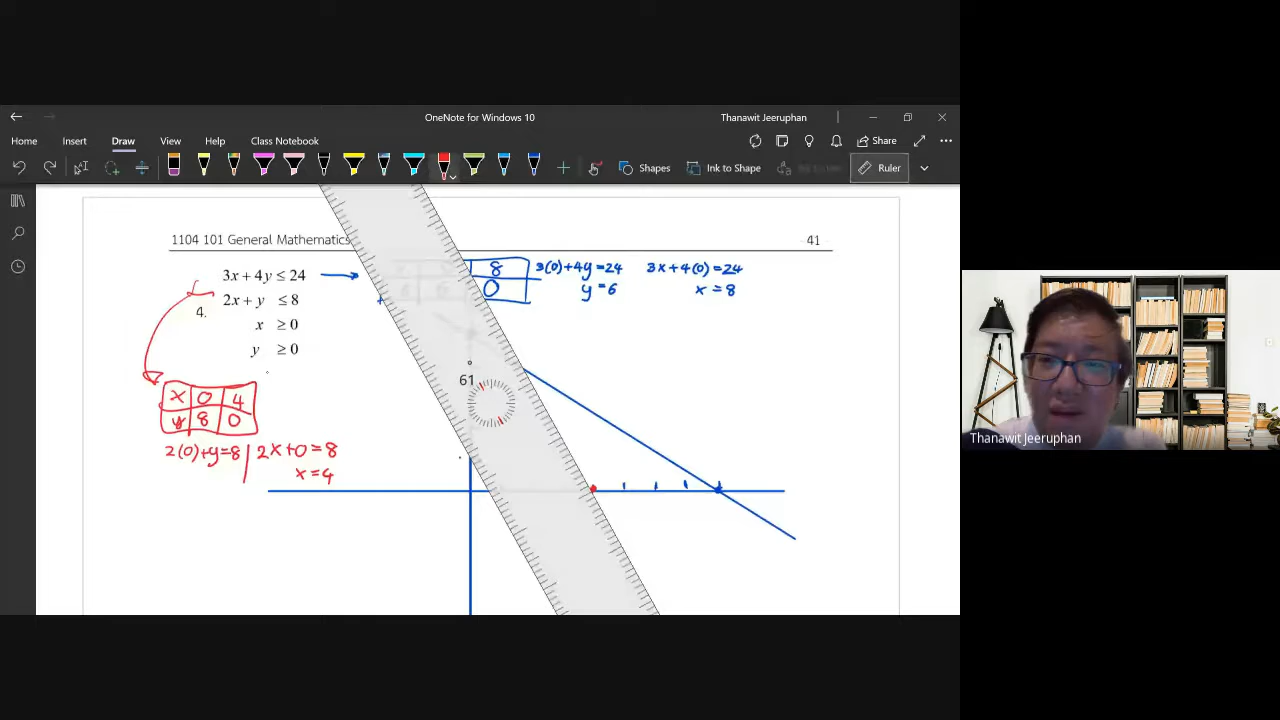 OneNote for Windows 10
Thanawit Jeeruphan
Home Insert Draw View Help Class Notebook
Share
Shapes
Ink to Shape
Ruler
1104 101 General Mathematics
41
3x + 4y ≤ 24
8
3(0)+4y=24
3x+4(0)=24
0
y=6
x=8
4.
2x + y ≤ 8
x ≥ 0
y ≥ 0
61
x 0 4
y 8 0
2(0)+y=8 2x+0=8
x=4
Thanawit Jeeruphan